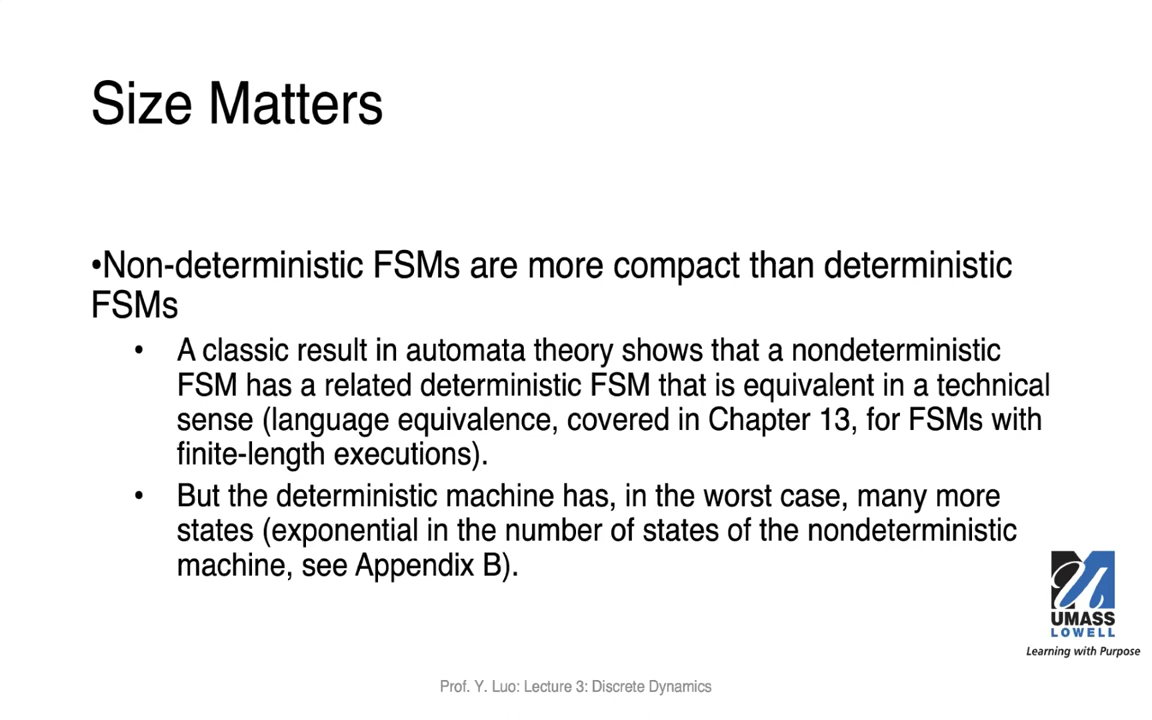 Size Matters
•Non-deterministic FSMs are more compact than deterministic
FSMs
• A classic result in automata theory shows that a nondeterministic
FSM has a related deterministic FSM that is equivalent in a technical
sense (language equivalence, covered in Chapter 13, for FSMs with
finite-length executions).
• But the deterministic machine has, in the worst case, many more
states (exponential in the number of states of the nondeterministic
machine, see Appendix B).
UMASS
LOWELL
Learning with Purpose
Prof. Y. Luo: Lecture 3: Discrete Dynamics